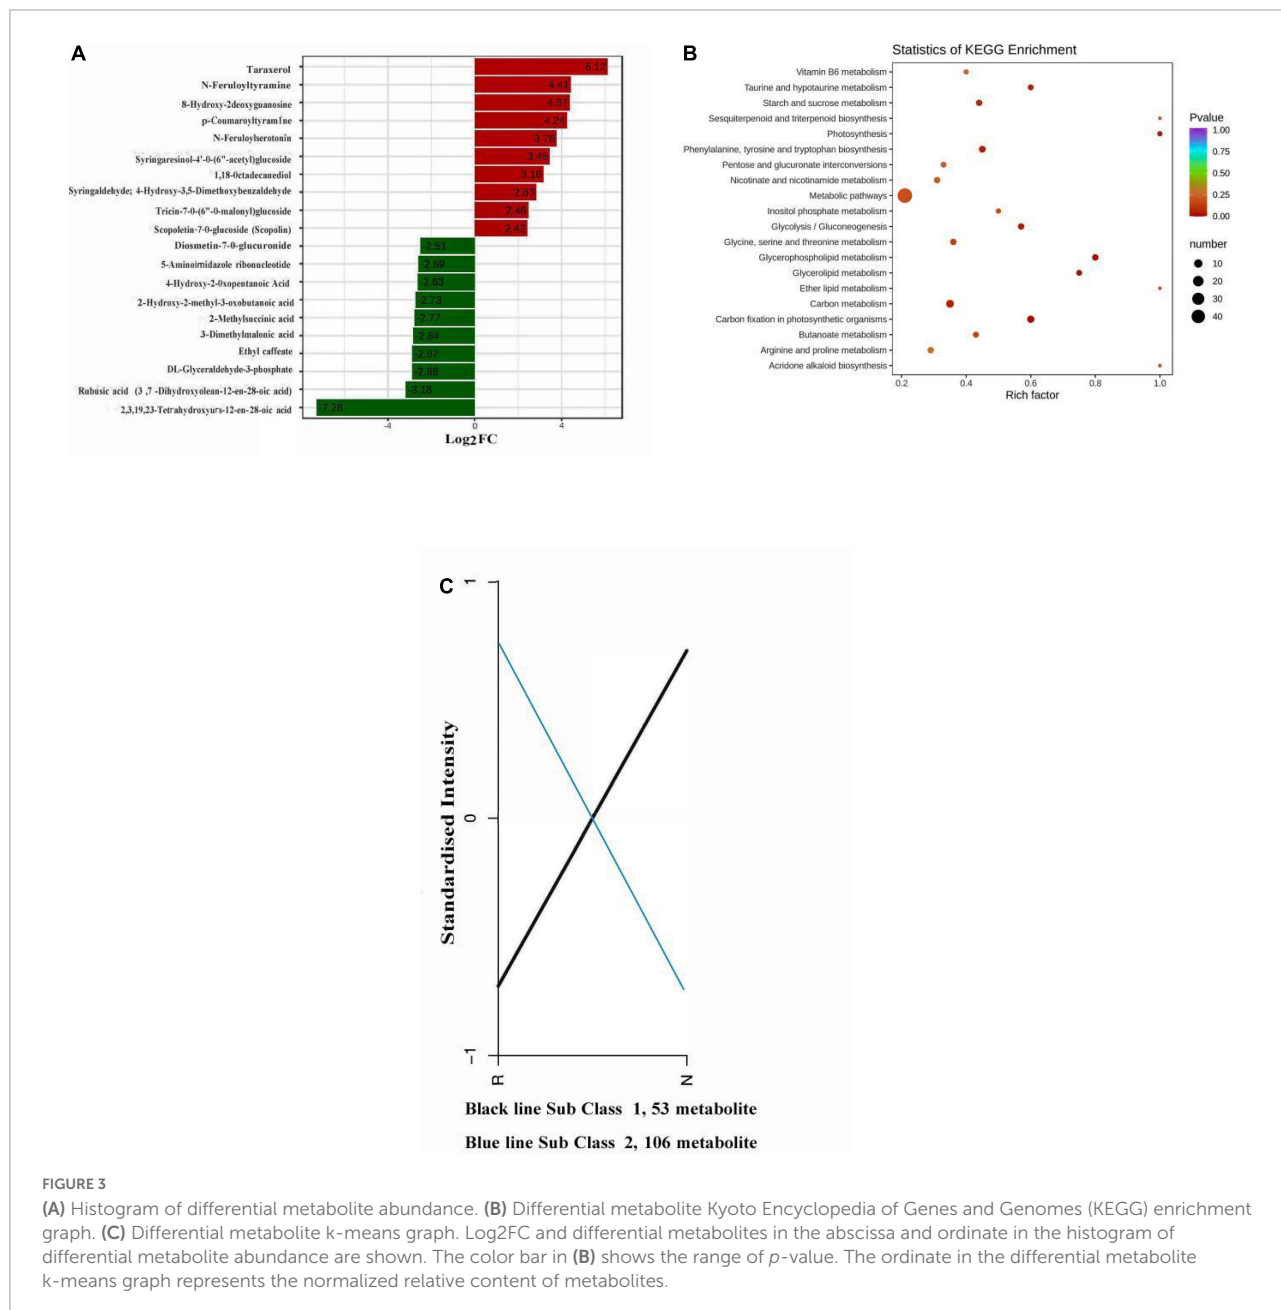 A
Taraxerol
N-Feruloyltyramine
8-Hydroxy-2deoxyguanosine
p-Coumaroyltyramfne
N-Feruloylserotonin
Syringaresinol-4'-0-(6"-acetyl)glucoside
1,18-0ctadecanediol
Syringaldehyde; 4-Hydroxy-3,5-Dimethoxybenzaldehyde
Tricin-7-0-(6"-0-malonyl)glucoside
Scopoletin-7-0-glucoside (Scopolin)
Diosmetin-7-0-glucuronide
5-Aminoimidazole ribonucleotide
4-Hydroxy-2-0xopentanoic Acid
2-Hydroxy-2-methyl-3-oxobutanoic acid
2-Methylsuccinic acid
3-Dimethylmalonic acid
Ethyl caffeate
DL-Glyceraldehyde-3-phosphate
Rubusic acid (3 ,7 -Dihydroxyolean-12-en-28-oic acid)
2,3,19,23-Tetrahydroxyurs-12-en-28-oic acid
6.12
4.41
4.37
4.24
3.76
3.45
3.16
2.83
2.46
2.42
-2.51
-2.59
-2.63
-2.73
-2.77
-2.84
-2.87
-2.88
-3.18
-7.28
-4
0
4
Log2FC
B
Statistics of KEGG Enrichment
Vitamin B6 metabolism
Taurine and hypotaurine metabolism
Starch and sucrose metabolism
Sesquiterpenoid and triterpenoid biosynthesis
Photosynthesis
Phenylalanine, tyrosine and tryptophan biosynthesis
Pentose and glucuronate interconversions
Nicotinate and nicotinamide metabolism
Metabolic pathways
Inositol phosphate metabolism
Glycolysis / Gluconeogenesis
Glycine, serine and threonine metabolism
Glycerophospholipid metabolism
Glycerolipid metabolism
Ether lipid metabolism
Carbon metabolism
Carbon fixation in photosynthetic organisms
Butanoate metabolism
Arginine and proline metabolism
Acridone alkaloid biosynthesis
0.2
0.4
0.6
0.8
1.0
Rich factor
Pvalue
1.00
0.75
0.50
0.25
0.00
number
10
20
30
40
C
1
0
-1
Standardised Intensity
R
N
Black line Sub Class 1, 53 metabolite
Blue line Sub Class 2, 106 metabolite
FIGURE 3
(A) Histogram of differential metabolite abundance. (B) Differential metabolite Kyoto Encyclopedia of Genes and Genomes (KEGG) enrichment
graph. (C) Differential metabolite k-means graph. Log2FC and differential metabolites in the abscissa and ordinate in the histogram of
differential metabolite abundance are shown. The color bar in (B) shows the range of p-value. The ordinate in the differential metabolite
k-means graph represents the normalized relative content of metabolites.